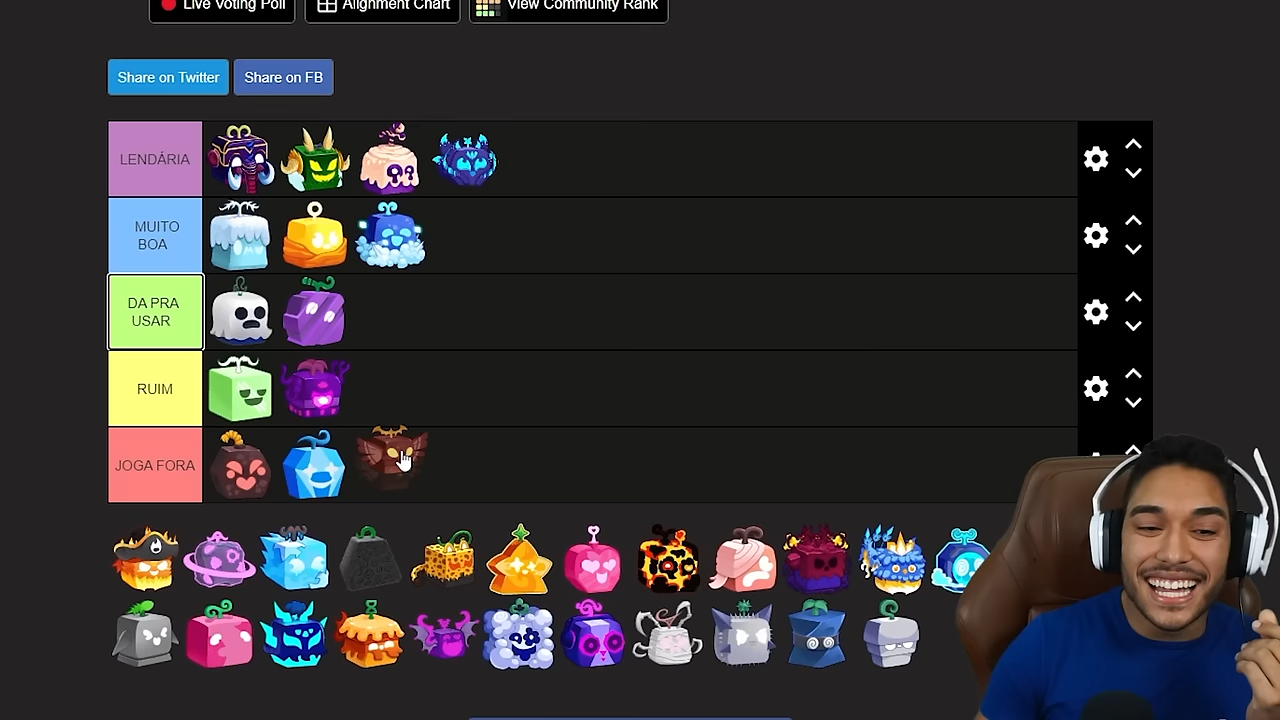 Live Voting Poll
Alignment Chart
View Community Rank
Share on Twitter
Share on FB
LENDÁRIA
MUITO
BOA
DA PRA
USAR
RUIM
JOGA FORA